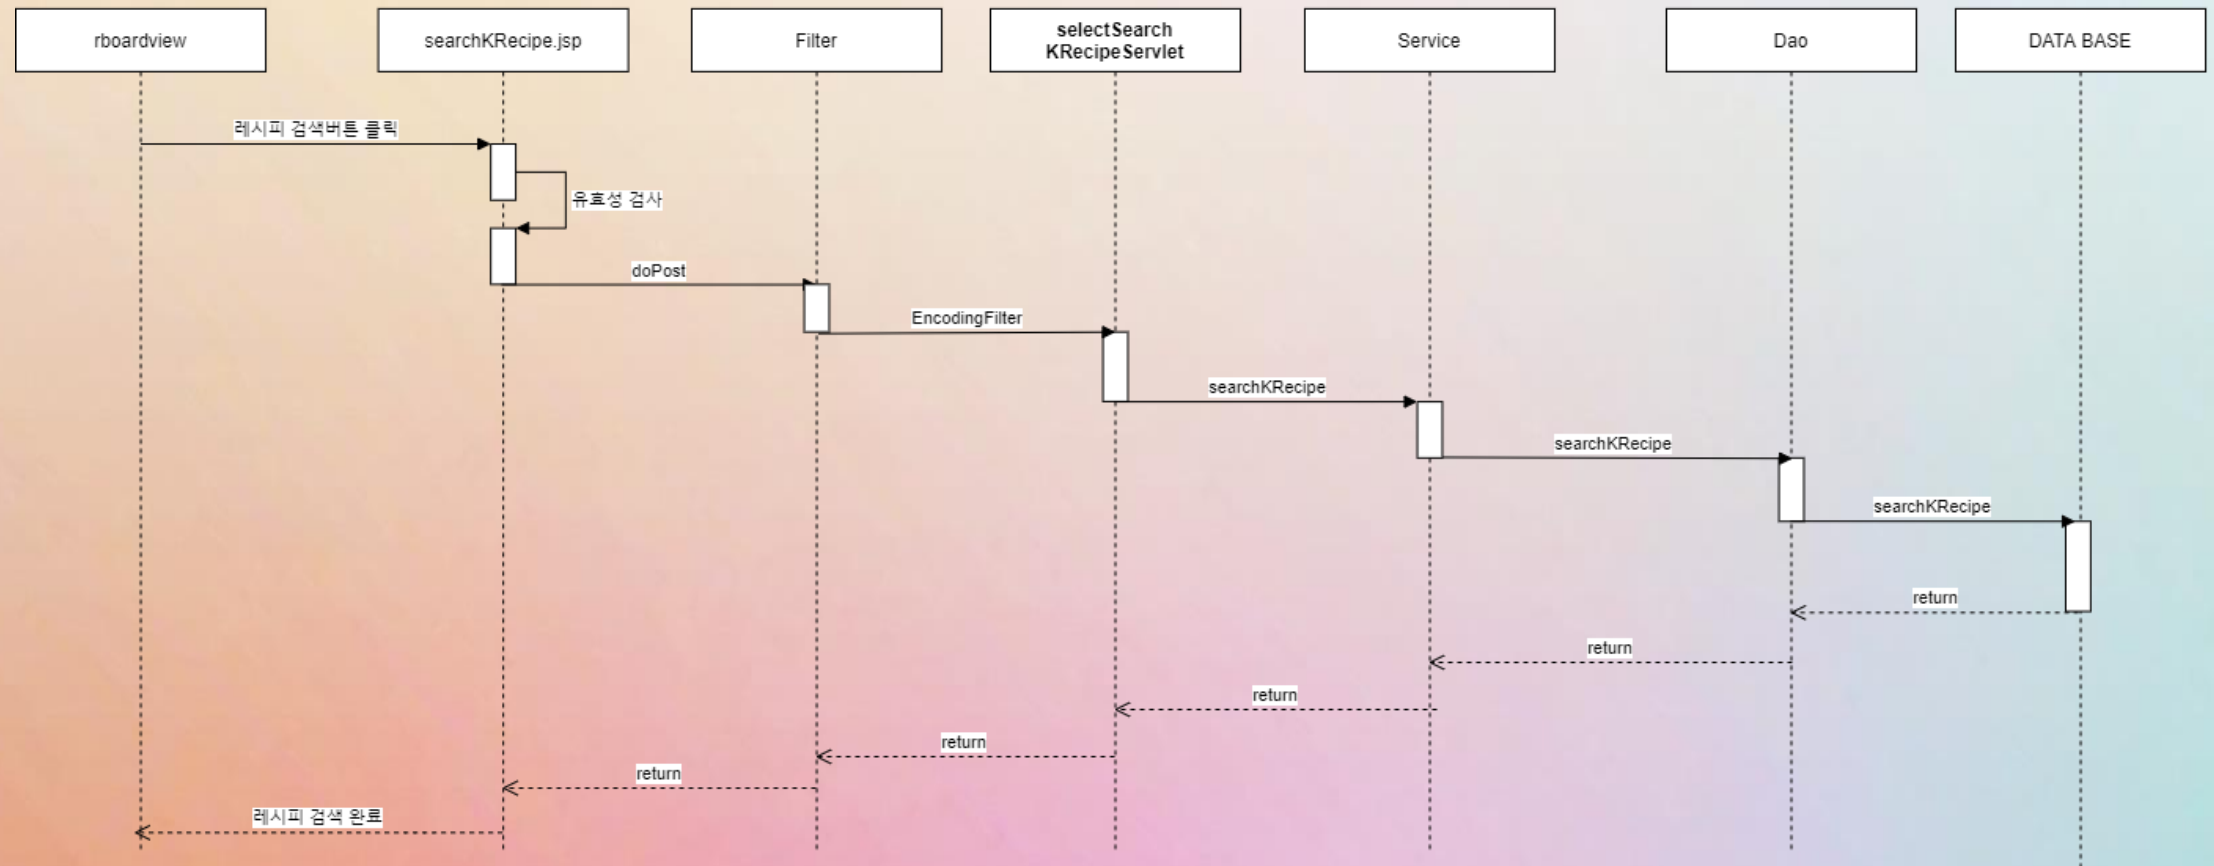 rboardview
searchKRecipe.jsp
Filter
selectSearch
KRecipeServlet
Service
Dao
DATA BASE
레시피 검색버튼 클릭
유효성 검사
doPost
EncodingFilter
searchKRecipe
searchKRecipe
searchKRecipe
return
return
return
return
return
레시피 검색 완료